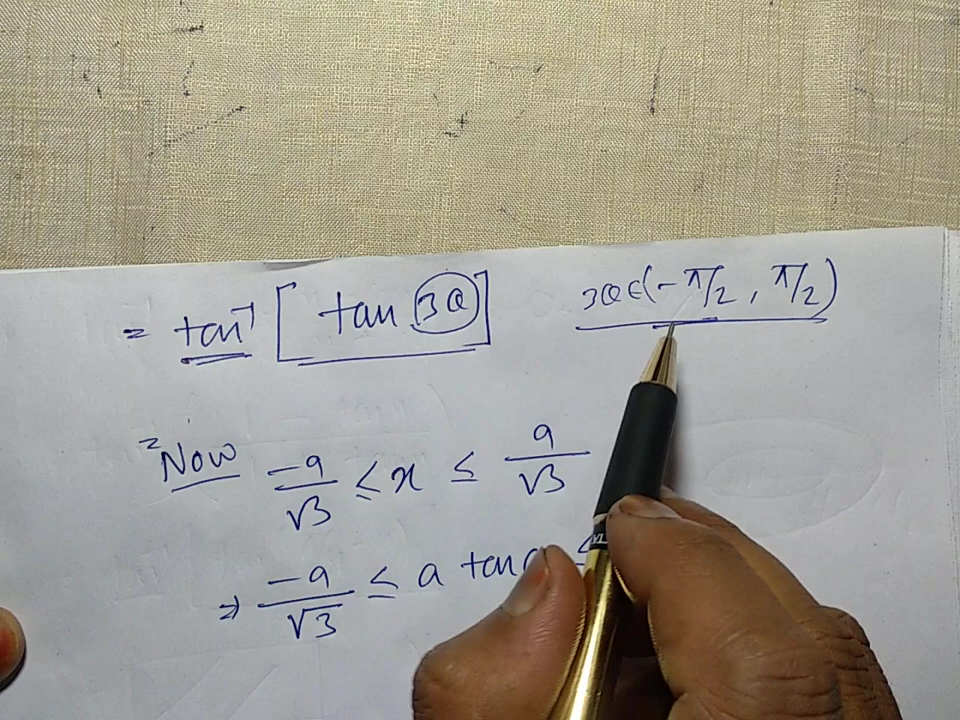 = tan⁻¹ [ tan 3θ ] 3θ ∈ (-π/2, π/2)
Now -a/√3 ≤ x ≤ a/√3
⇒ -a/√3 ≤ a tan